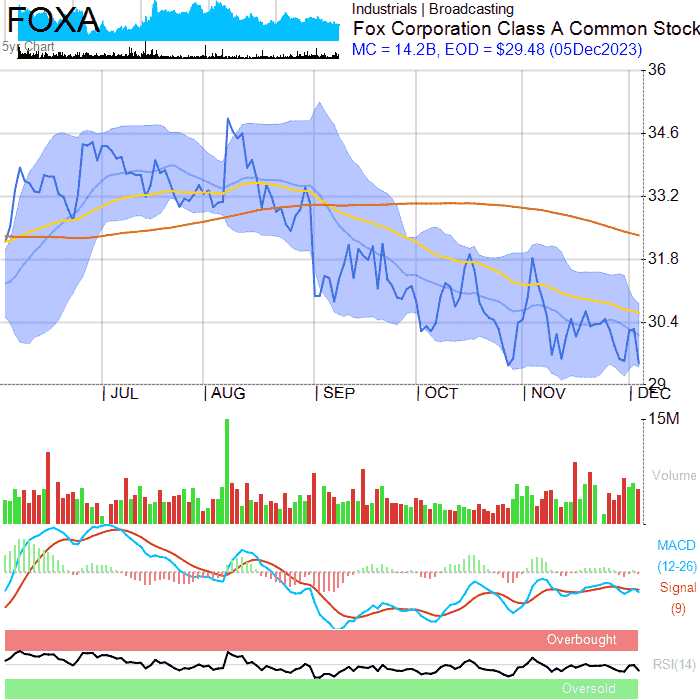 FOXA
5yr Chart
Industrials | Broadcasting
Fox Corporation Class A Common Stock
MC = 14.2B, EOD = $29.48 (05Dec2023)
36
34.6
33.2
31.8
30.4
29
| JUL | AUG | SEP | OCT | NOV | DEC
15M
Volume
MACD
(12-26)
Signal
(9)
Overbought
RSI(14)
Oversold